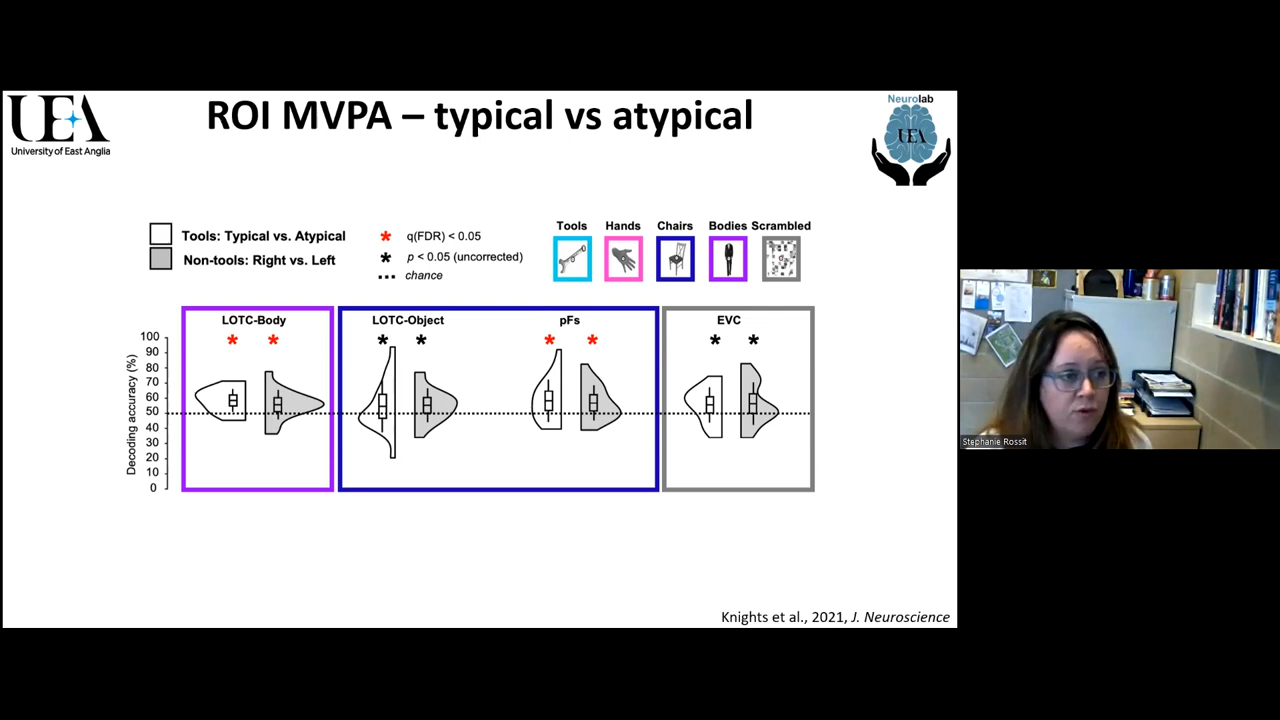 UEA
University of East Anglia
ROI MVPA – typical vs atypical
Neurolab
UEA
Tools: Typical vs. Atypical
Non-tools: Right vs. Left
* q(FDR) < 0.05
* p < 0.05 (uncorrected)
chance
Tools Hands Chairs Bodies Scrambled
LOTC-Body LOTC-Object pFs EVC
* * * * * * * *
Decoding accuracy (%)
100
90
80
70
60
50
40
30
20
10
0
Knights et al., 2021, J. Neuroscience
Stephanie Rossit